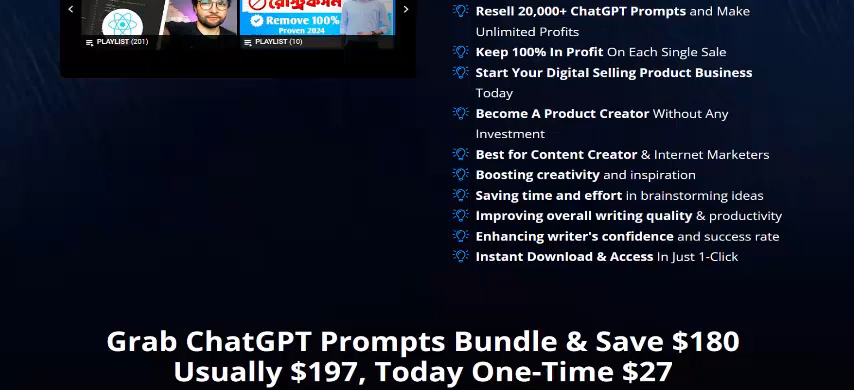 রেস্ট্রিকশন
Remove 100%
Proven 2024
PLAYLIST (201)
PLAYLIST (10)
Resell 20,000+ ChatGPT Prompts and Make
Unlimited Profits
Keep 100% In Profit On Each Single Sale
Start Your Digital Selling Product Business
Today
Become A Product Creator Without Any
Investment
Best for Content Creator & Internet Marketers
Boosting creativity and inspiration
Saving time and effort in brainstorming ideas
Improving overall writing quality & productivity
Enhancing writer's confidence and success rate
Instant Download & Access In Just 1-Click
Grab ChatGPT Prompts Bundle & Save $180
Usually $197, Today One-Time $27